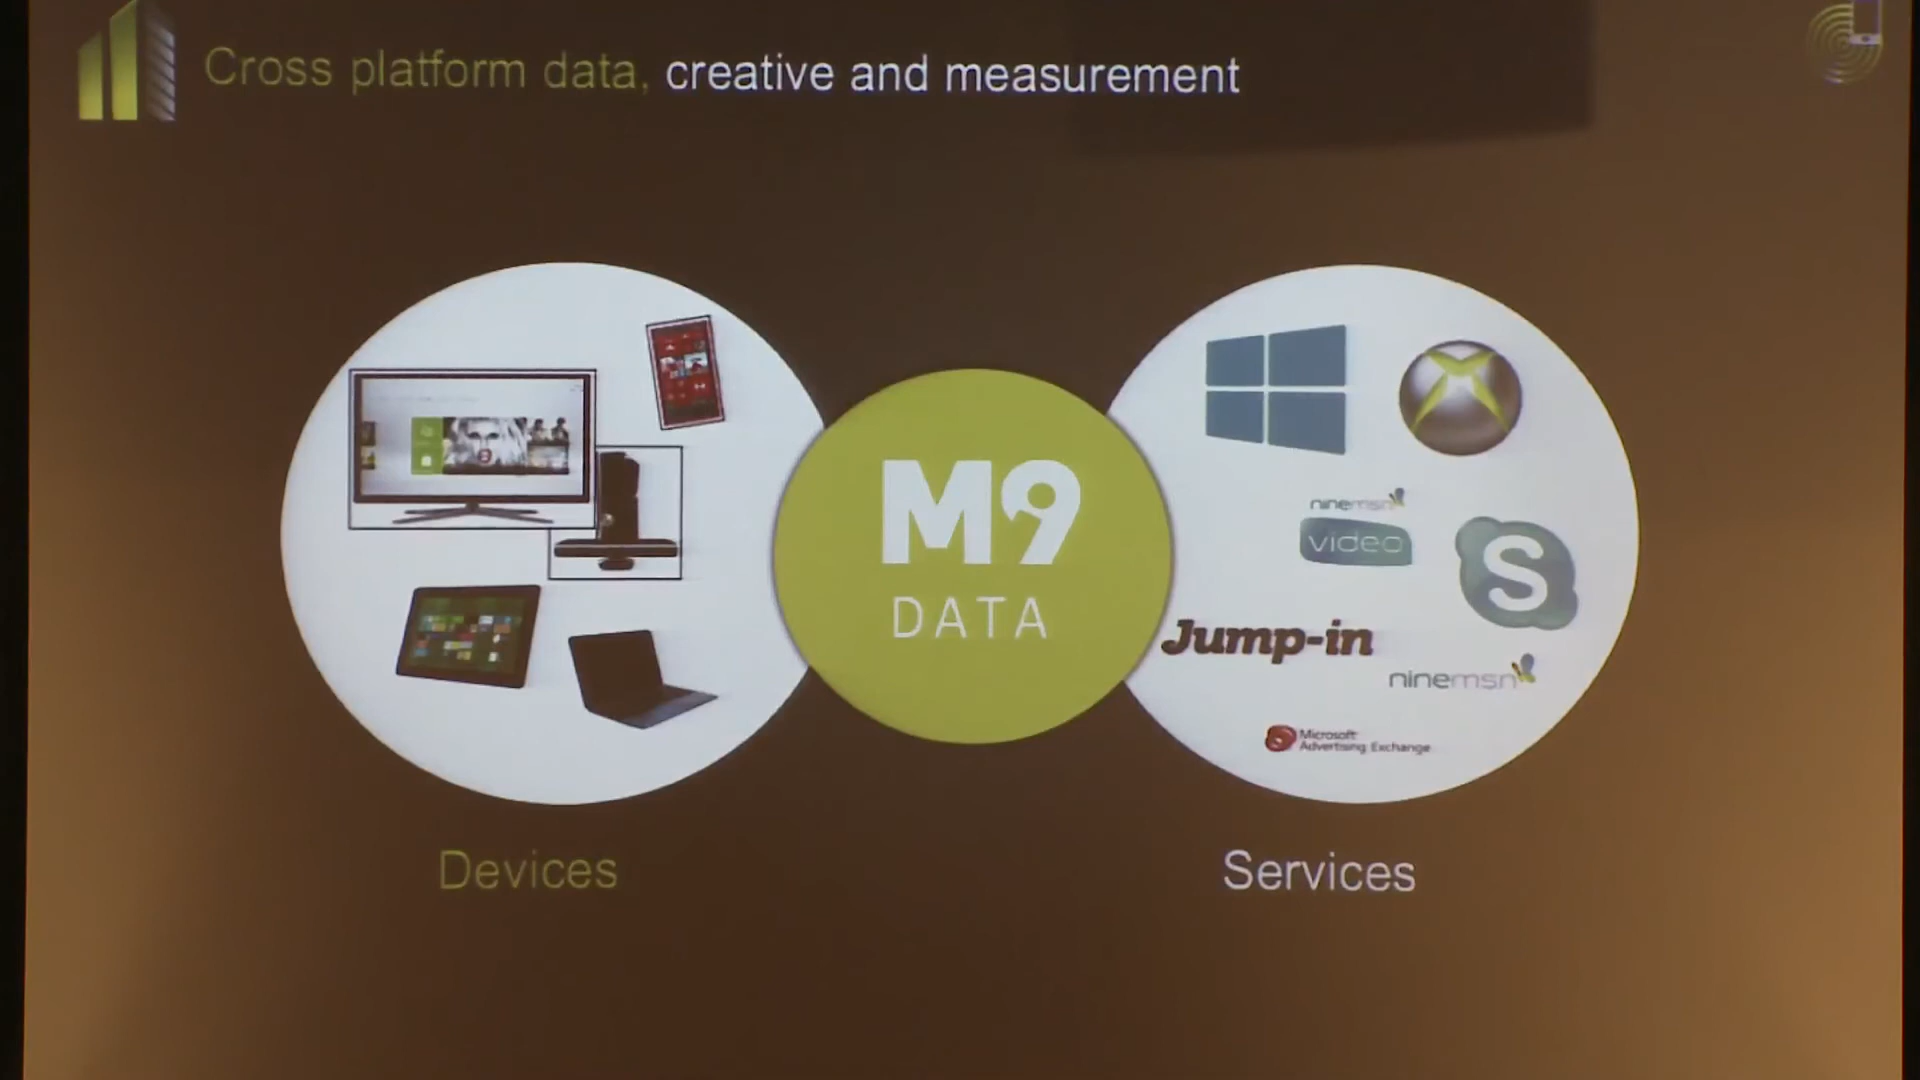 Cross platform data, creative and measurement
M9
DATA
ninemsn
video
S
Jump-in
ninemsn
Microsoft
Advertising Exchange
Devices
Services